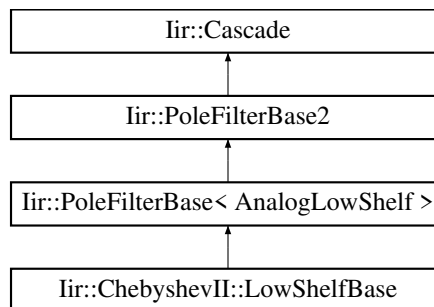 Iir::Cascade
Iir::PoleFilterBase2
Iir::PoleFilterBase< AnalogLowShelf >
Iir::ChebyshevII::LowShelfBase